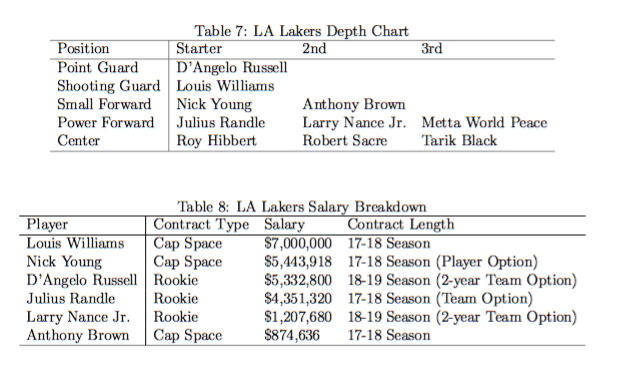 Table 7: LA Lakers Depth Chart
Position Starter 2nd 3rd
Point Guard D'Angelo Russell
Shooting Guard Louis Williams
Small Forward Nick Young Anthony Brown
Power Forward Julius Randle Larry Nance Jr. Metta World Peace
Center Roy Hibbert Robert Sacre Tarik Black
Table 8: LA Lakers Salary Breakdown
Player Contract Type Salary Contract Length
Louis Williams Cap Space $7,000,000 17-18 Season
Nick Young Cap Space $5,443,918 17-18 Season (Player Option)
D'Angelo Russell Rookie $5,332,800 18-19 Season (2-year Team Option)
Julius Randle Rookie $4,351,320 17-18 Season (Team Option)
Larry Nance Jr. Rookie $1,207,680 18-19 Season (2-year Team Option)
Anthony Brown Cap Space $874,636 17-18 Season